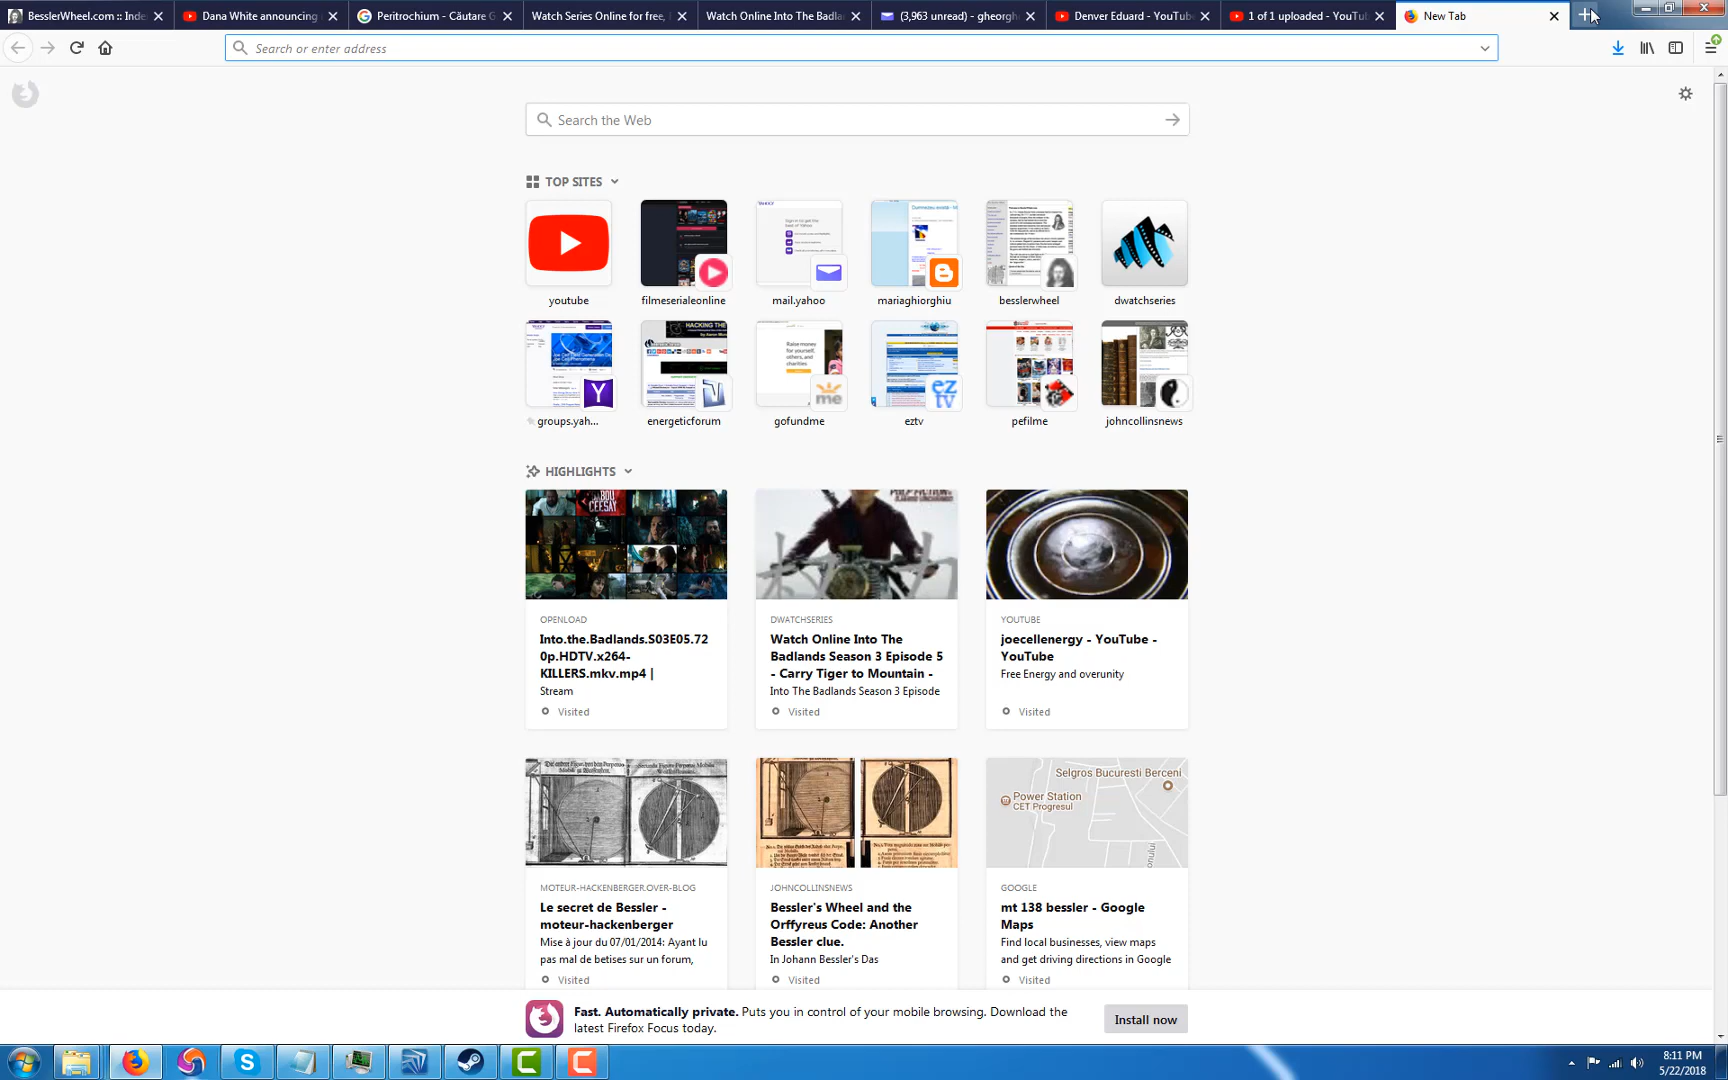 BesslerWheel.com :: Inde
Dana White announcing
Peritrochium - Căutare G
Watch Series Online for free,
Watch Online Into The Badla
(3,963 unread) - gheorgh
Denver Eduard - YouTube
1 of 1 uploaded - YouTub
New Tab
Search or enter address
Search the Web
TOP SITES
youtube
filmeserialeonline
mail.yahoo
mariaghiorghiu
besslerwheel
dwatchseries
groups.yah...
energeticforum
gofundme
eztv
pefilme
johncollinsnews
HIGHLIGHTS
OPENLOAD
Into.the.Badlands.S03E05.72
0p.HDTV.x264-
KILLERS.mkv.mp4 |
Stream
Visited
DWATCHSERIES
Watch Online Into The
Badlands Season 3 Episode 5
- Carry Tiger to Mountain -
Into The Badlands Season 3 Episode
Visited
YOUTUBE
joecellenergy - YouTube -
YouTube
Free Energy and overunity
Visited
Selgros Bucuresti Berceni
Power Station
CET Progresul
MOTEUR-HACKENBERGER.OVER-BLOG
Le secret de Bessler -
moteur-hackenberger
Mise à jour du 07/01/2014: Ayant lu
pas mal de betises sur un forum,
Visited
JOHNCOLLINSNEWS
Bessler's Wheel and the
Orffyreus Code: Another
Bessler clue.
In Johann Bessler's Das
Visited
GOOGLE
mt 138 bessler - Google
Maps
Find local businesses, view maps
and get driving directions in Google
Visited
Fast. Automatically private. Puts you in control of your mobile browsing. Download the
latest Firefox Focus today.
Install now
8:11 PM
5/22/2018